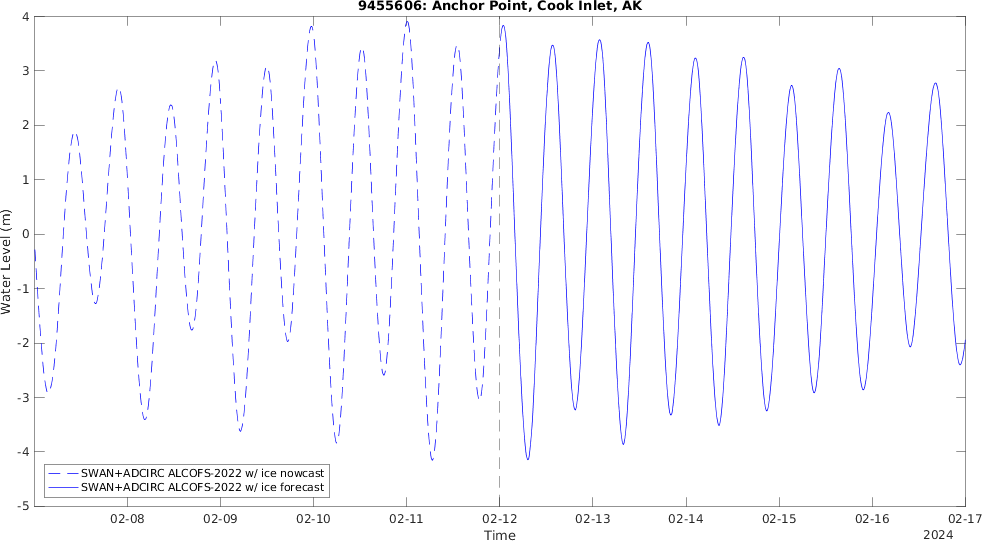 9455606: Anchor Point, Cook Inlet, AK
4
3
2
1
0
-1
-2
-3
-4
-5
Water Level (m)
SWAN+ADCIRC ALCOFS-2022 w/ ice nowcast
SWAN+ADCIRC ALCOFS-2022 w/ ice forecast
02-08 02-09 02-10 02-11 02-12 02-13 02-14 02-15 02-16 02-17
Time
2024